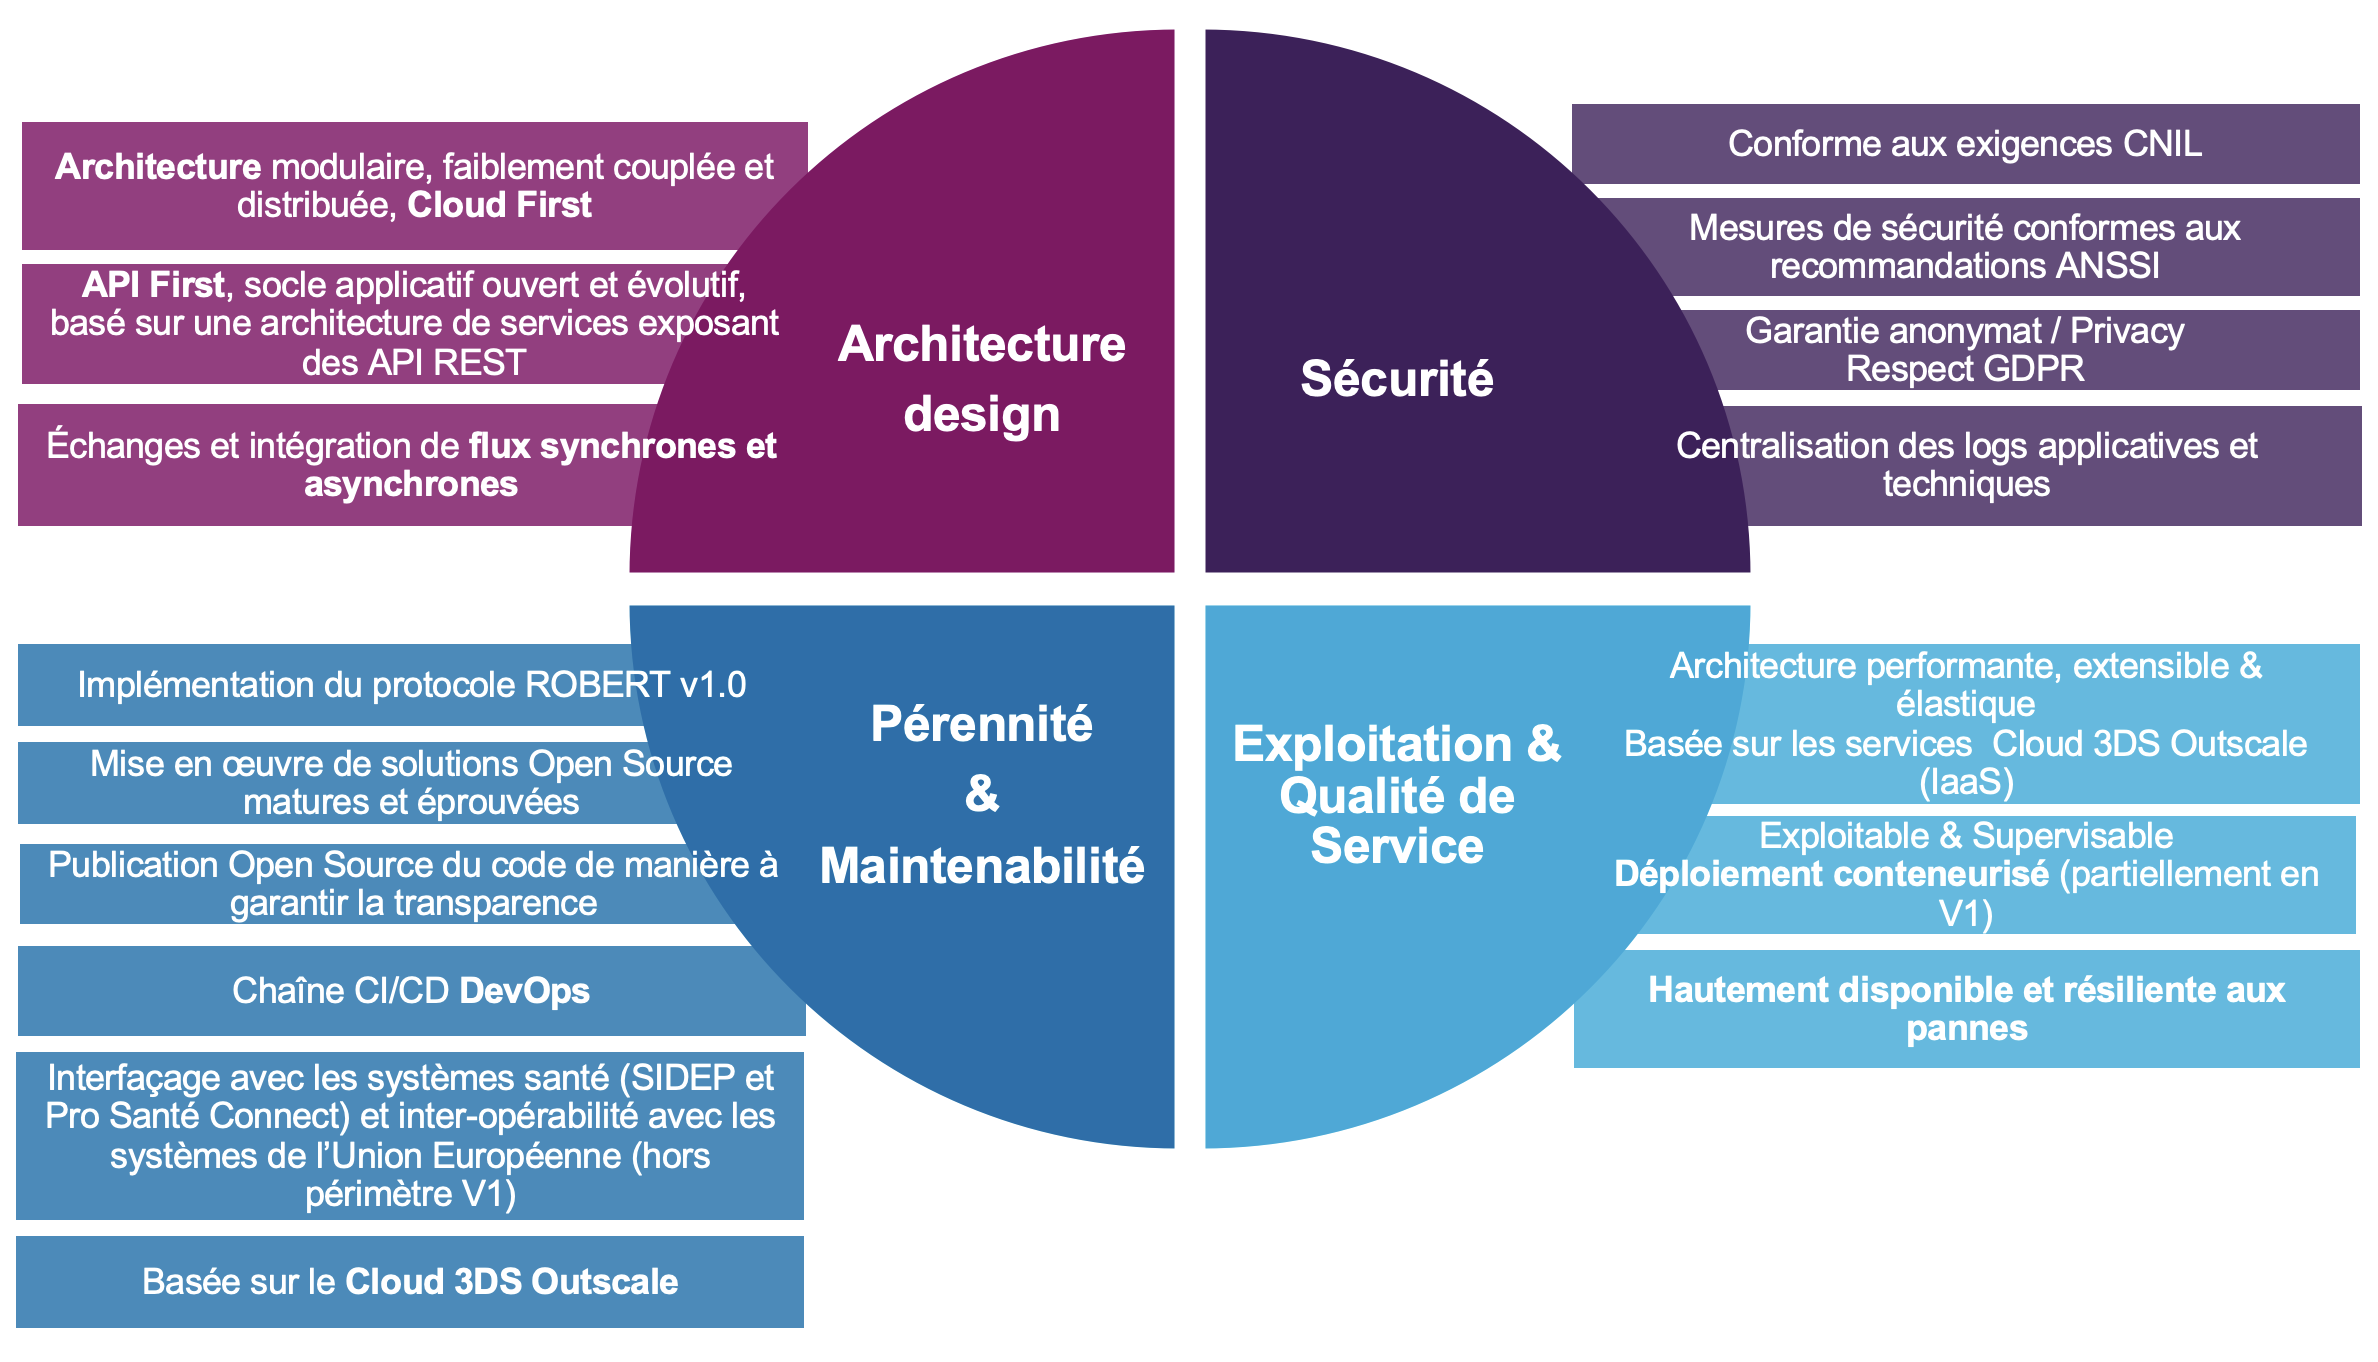 Architecture modulaire, faiblement couplée et
distribuée, Cloud First
API First, socle applicatif ouvert et évolutif,
basé sur une architecture de services exposant
des API REST
Échanges et intégration de flux synchrones et
asynchrones
Architecture
design
Sécurité
Conforme aux exigences CNIL
Mesures de sécurité conformes aux
recommandations ANSSI
Garantie anonymat / Privacy
Respect GDPR
Centralisation des logs applicatives et
techniques
Implémentation du protocole ROBERT v1.0
Mise en œuvre de solutions Open Source
matures et éprouvées
Publication Open Source du code de manière à
garantir la transparence
Chaîne CI/CD DevOps
Interfaçage avec les systèmes santé (SIDEP et
Pro Santé Connect) et inter-opérabilité avec les
systèmes de l’Union Européenne (hors
périmètre V1)
Basée sur le Cloud 3DS Outscale
Pérennité
&
Maintenabilité
Exploitation &
Qualité de
Service
Architecture performante, extensible &
élastique
Basée sur les services  Cloud 3DS Outscale
(IaaS)
Exploitable & Supervisable
Déploiement conteneurisé (partiellement en
V1)
Hautement disponible et résiliente aux
pannes